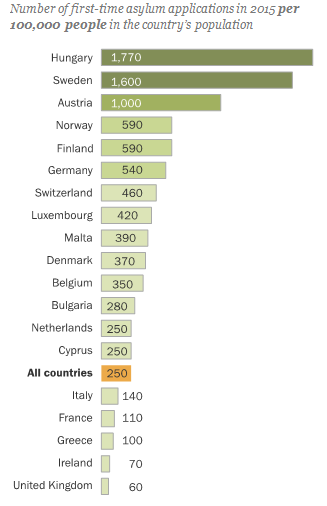 Number of first-time asylum applications in 2015 per
100,000 people in the country's population
Hungary 1,770
Sweden 1,600
Austria 1,000
Norway 590
Finland 590
Germany 540
Switzerland 460
Luxembourg 420
Malta 390
Denmark 370
Belgium 350
Bulgaria 280
Netherlands 250
Cyprus 250
All countries 250
Italy 140
France 110
Greece 100
Ireland 70
United Kingdom 60